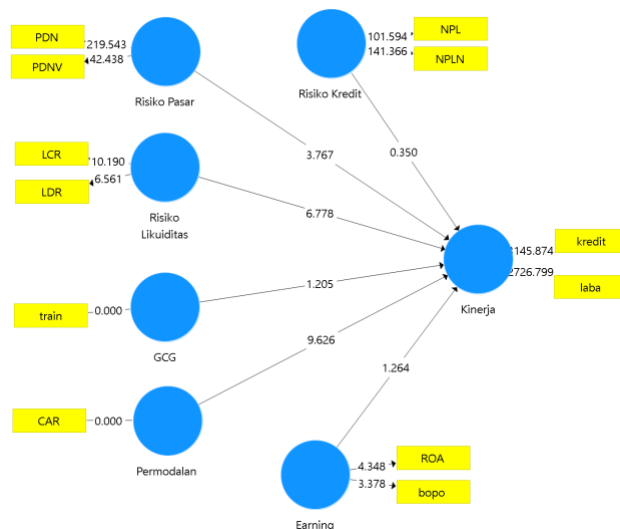 PDN
219.543
PDNV
42.438
Risiko Pasar
NPL
101.594
NPLN
141.366
Risiko Kredit
3.767
0.350
LCR
10.190
LDR
6.561
Risiko
Likuiditas
6.778
kredit
laba
2726.799
Kinerja
train
0.000
GCG
1.205
CAR
0.000
Permodalan
9.626
1.264
ROA
4.348
bopo
3.378
Earning